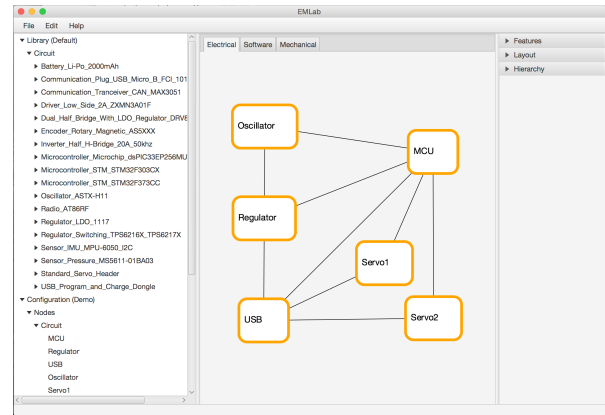 EMLab
File Edit Help
Library (Default)
Circuit
Battery_Li-Po_2000mAh
Communication_Plug_USB_Micro_B_FCI_101
Communication_Tranceiver_CAN_MAX3051
Driver_Low_Side_2A_ZXMN3A01F
Dual_Half_Bridge_With_LDO_Regulator_DRV8
Encoder_Rotary_Magnetic_AS5XXX
Inverter_Half_H-Bridge_20A_50khz
Microcontroller_Microchip_dsPIC33EP256MU
Microcontroller_STM_STM32F303CX
Microcontroller_STM_STM32F373CC
Oscillator_ASTX-H11
Radio_AT86RF
Regulator_LDO_1117
Regulator_Switching_TPS6216X_TPS6217X
Sensor_IMU_MPU-6050_I2C
Sensor_Pressure_MS5611-01BA03
Standard_Servo_Header
USB_Program_and_Charge_Dongle
Configuration (Demo)
Nodes
Circuit
MCU
Regulator
USB
Oscillator
Servo1
Electrical Software Mechanical
Oscillator
MCU
Regulator
Servo1
USB
Servo2
Features
Layout
Hierarchy